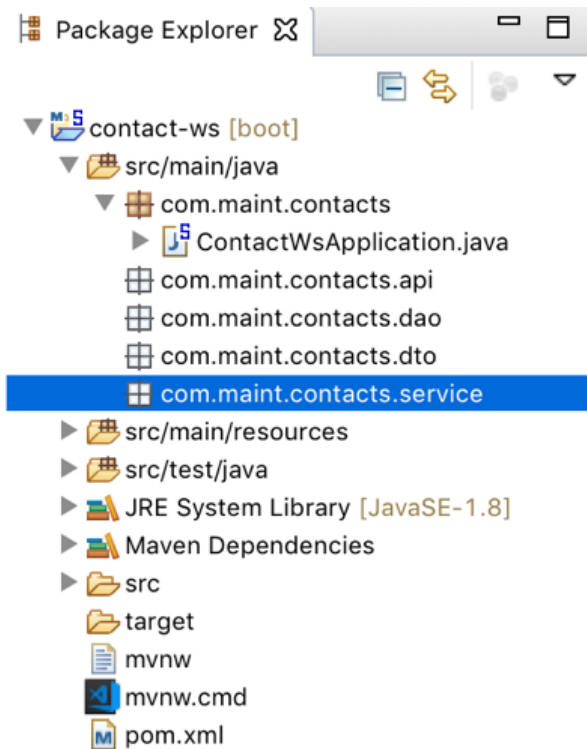 Package Explorer
contact-ws [boot]
src/main/java
com.maint.contacts
ContactWsApplication.java
com.maint.contacts.api
com.maint.contacts.dao
com.maint.contacts.dto
com.maint.contacts.service
src/main/resources
src/test/java
JRE System Library [JavaSE-1.8]
Maven Dependencies
src
target
mvnw
mvnw.cmd
pom.xml